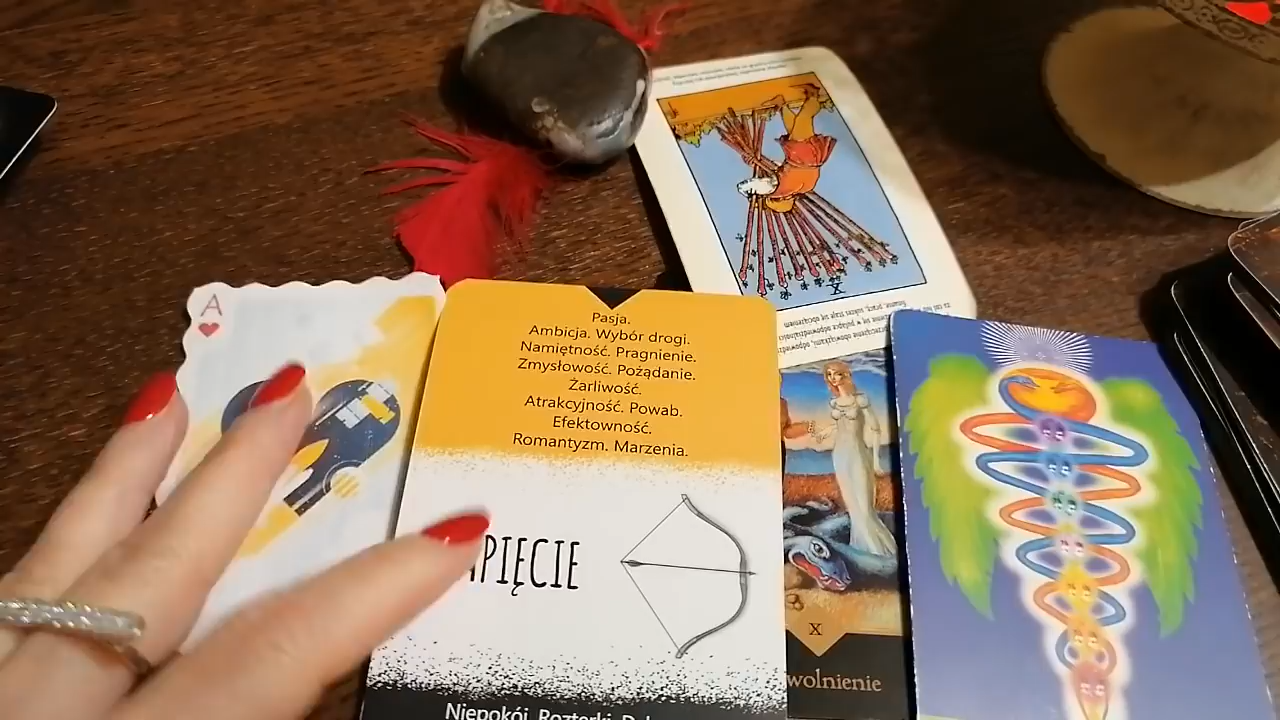 A
Pasja.
Ambicja. Wybór drogi.
Namiętność. Pragnienie.
Zmysłowość. Pożądanie.
Żarliwość.
Atrakcyjność. Powab.
Efektowność.
Romantyzm. Marzenia.
PIĘCIE
Niepokój. Rozterki.
X
wolnienie
X